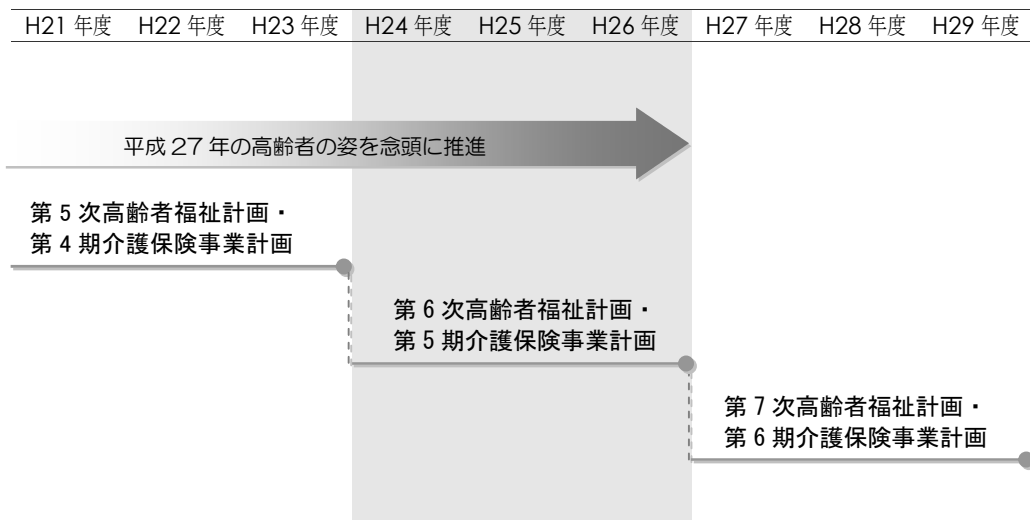 H21 年度 H22 年度 H23 年度 H24 年度 H25 年度 H26 年度 H27 年度 H28 年度 H29 年度
平成 27 年の高齢者の姿を念頭に推進
第 5 次高齢者福祉計画・
第 4 期介護保険事業計画
第 6 次高齢者福祉計画・
第 5 期介護保険事業計画
第 7 次高齢者福祉計画・
第 6 期介護保険事業計画